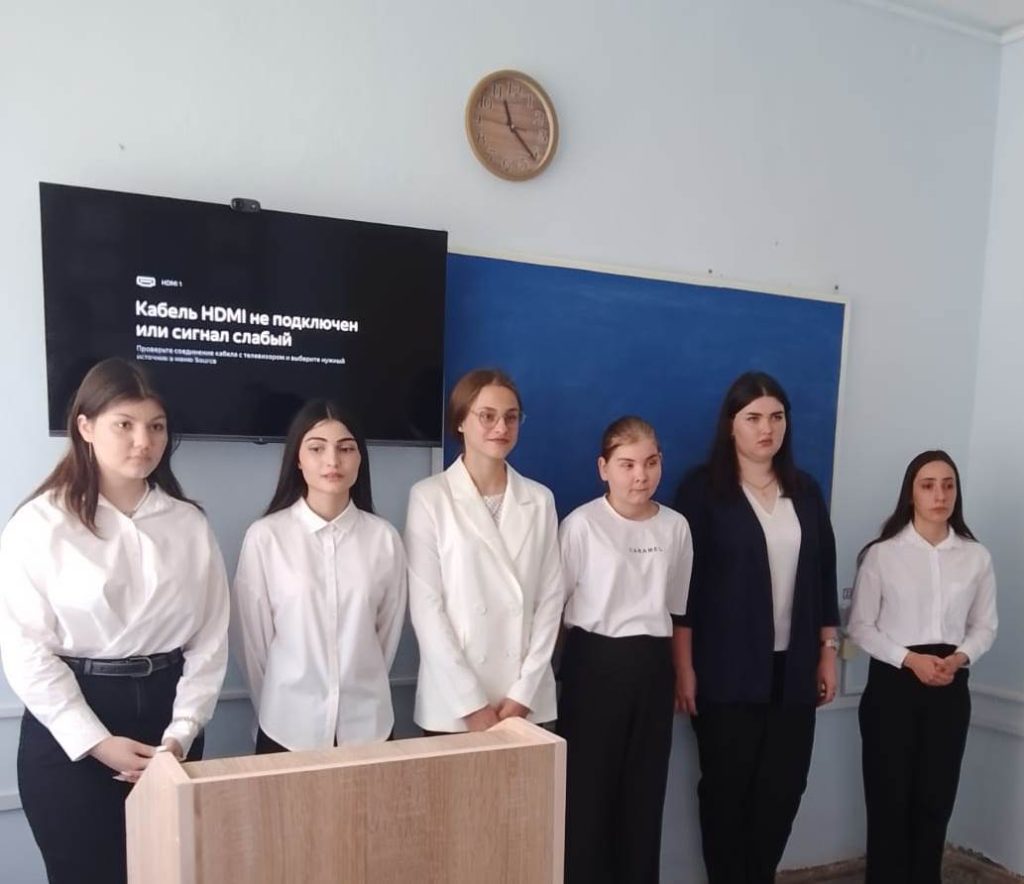 HDMI 1
Кабель HDMI не подключен
или сигнал слабый
Проверьте соединение кабеля с телевизором и выберите нужный
источник в меню Source
CARAMEL